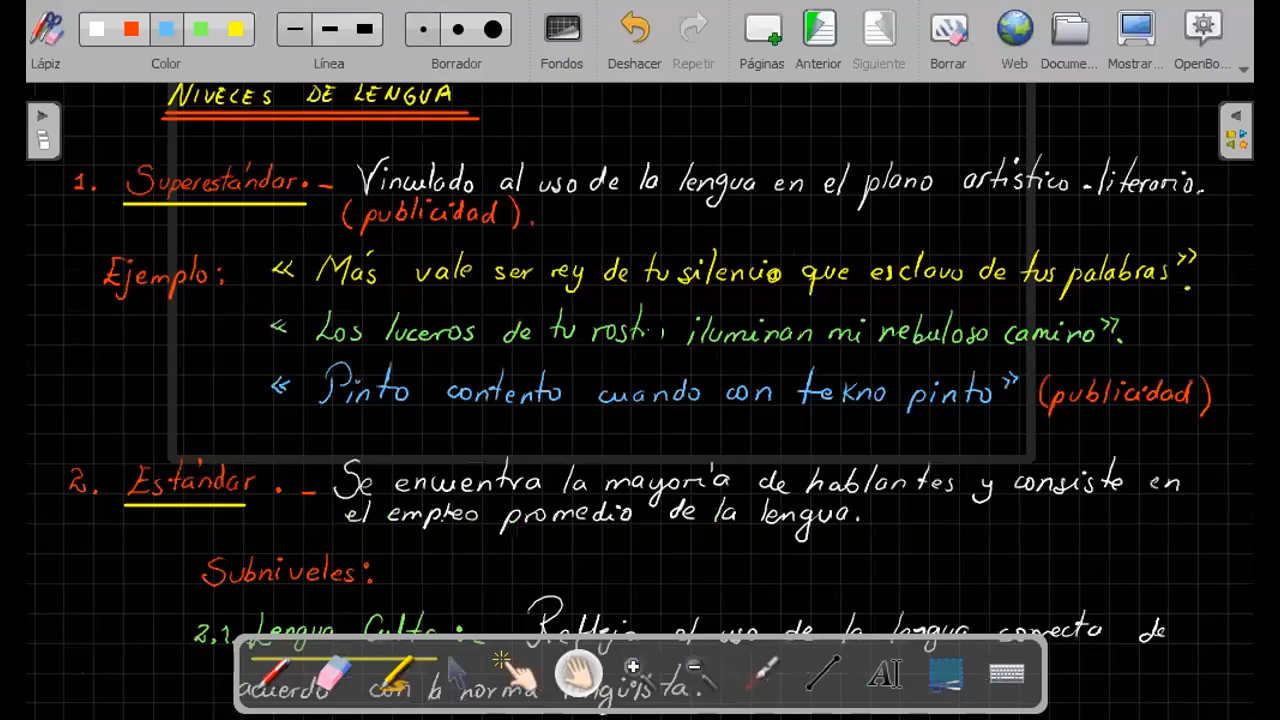 Lápiz Color Línea Borrador Fondos Deshacer Repetir Páginas Anterior Siguiente Borrar Web Docume... Mostrar... OpenBo...
NIVELES DE LENGUA
1. Superestándar.- Vinculado al uso de la lengua en el plano artístico-literario.
(publicidad).
Ejemplo: « Más vale ser rey de tu silencio que esclavo de tus palabras».
« Los luceros de tu iluminan mi nebuloso camino».
« Pinto contento cuando con tekno pinto» (publicidad)
2. Estándar.- Se encuentra la mayoría de hablantes y consiste en
el empleo promedio de la lengua.
Subniveles:
2.1. Lengua Culta:- Refleja el uso de la lengua correcta de
acuerdo con la norma